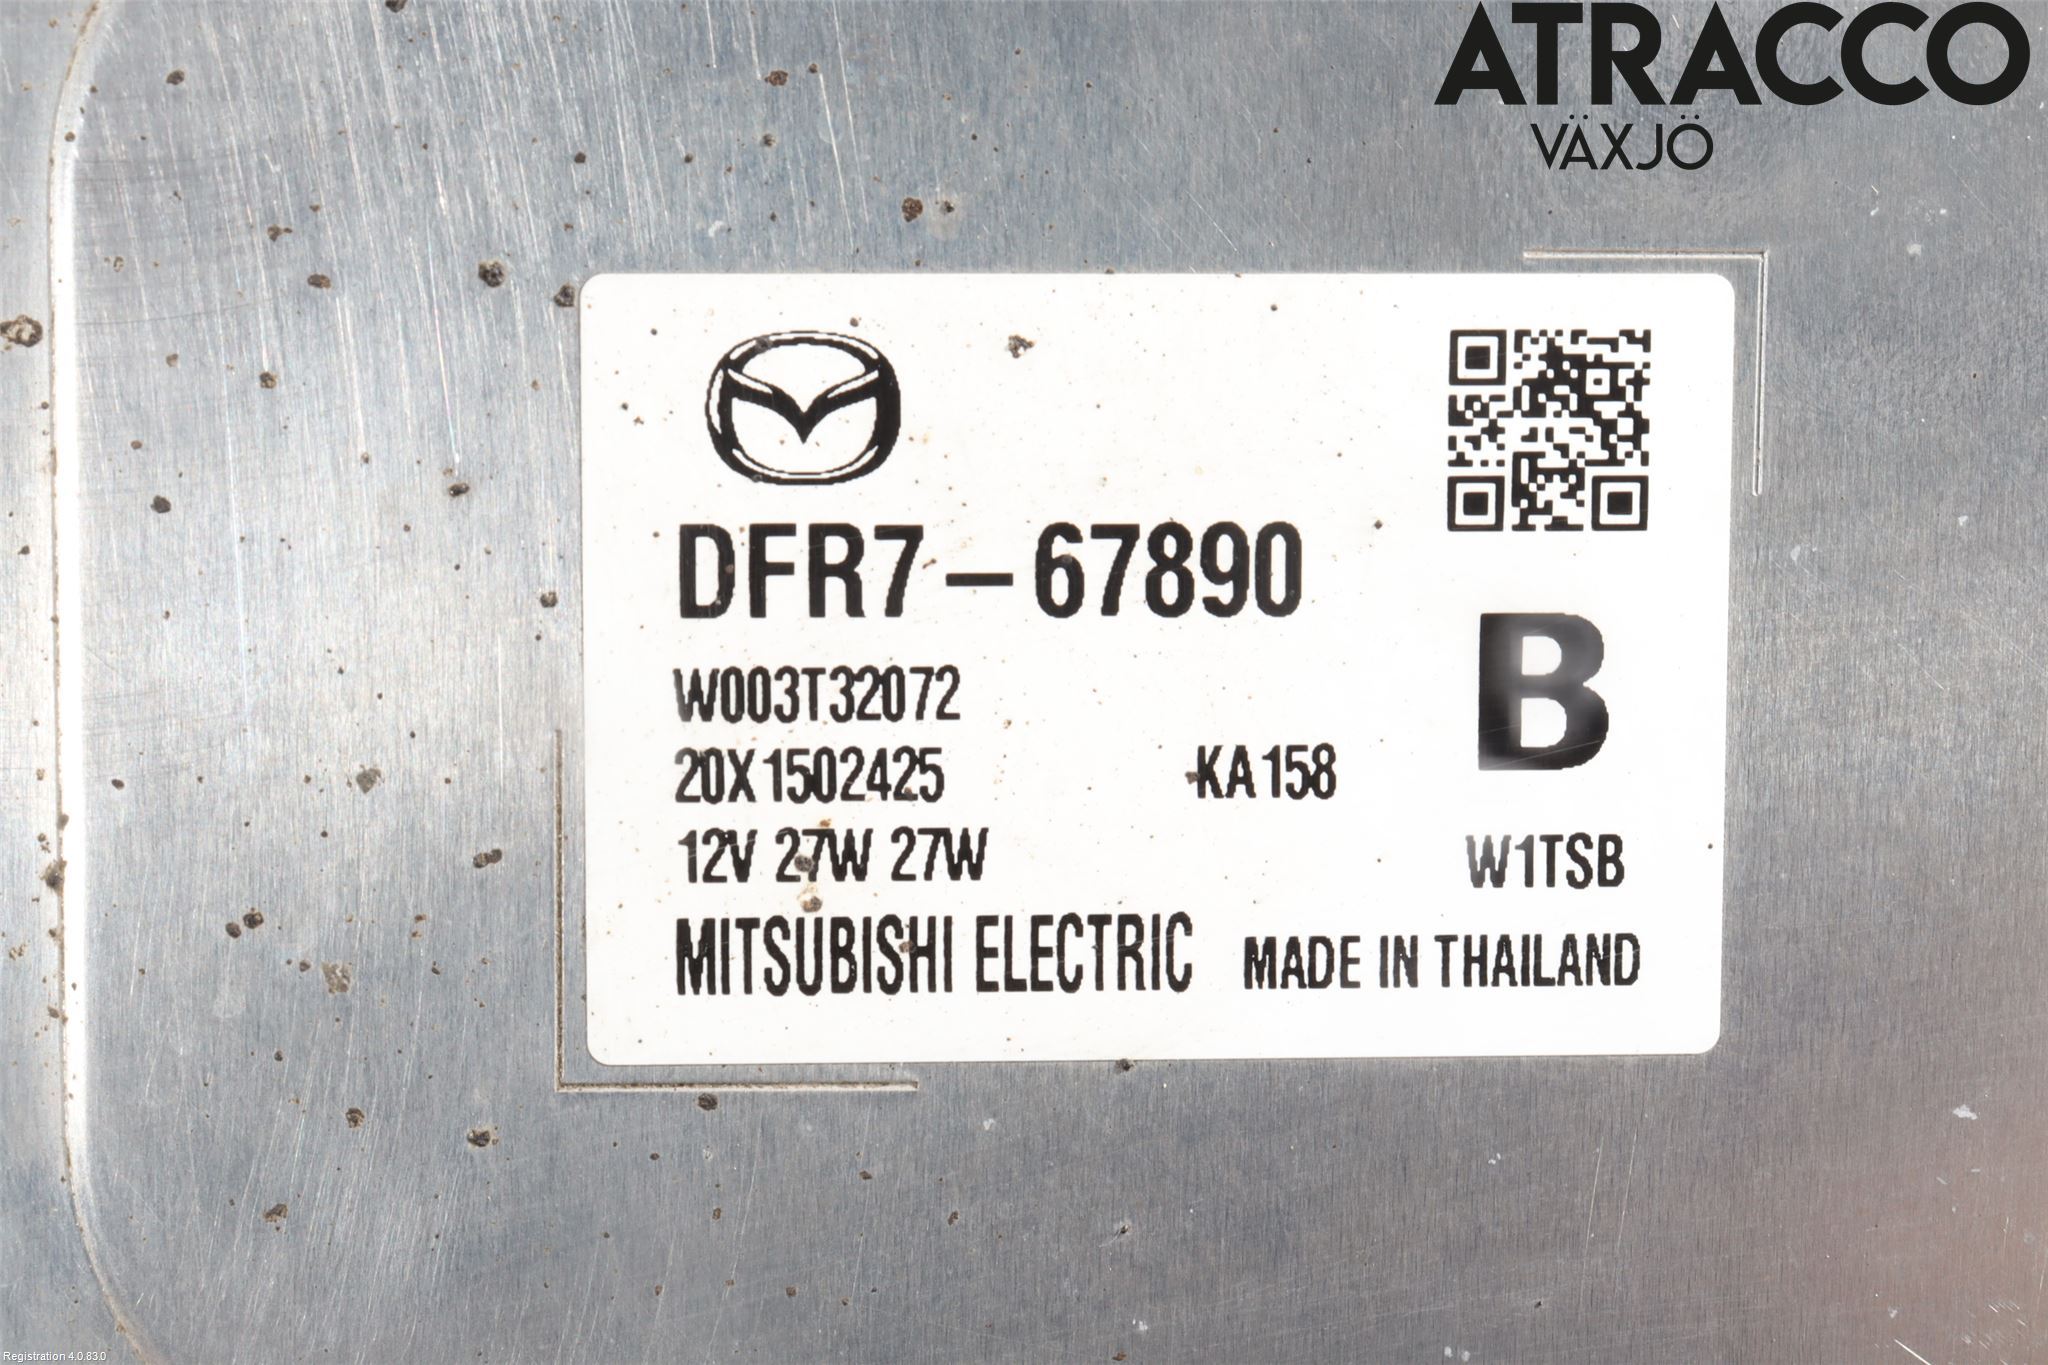 ATRACCO
VÄXJÖ
DFR7-67890
B
W003T32072
20X1502425 KA158
12V 27W 27W W1TSB
MITSUBISHI ELECTRIC MADE IN THAILAND
Registration 4.0.83.0